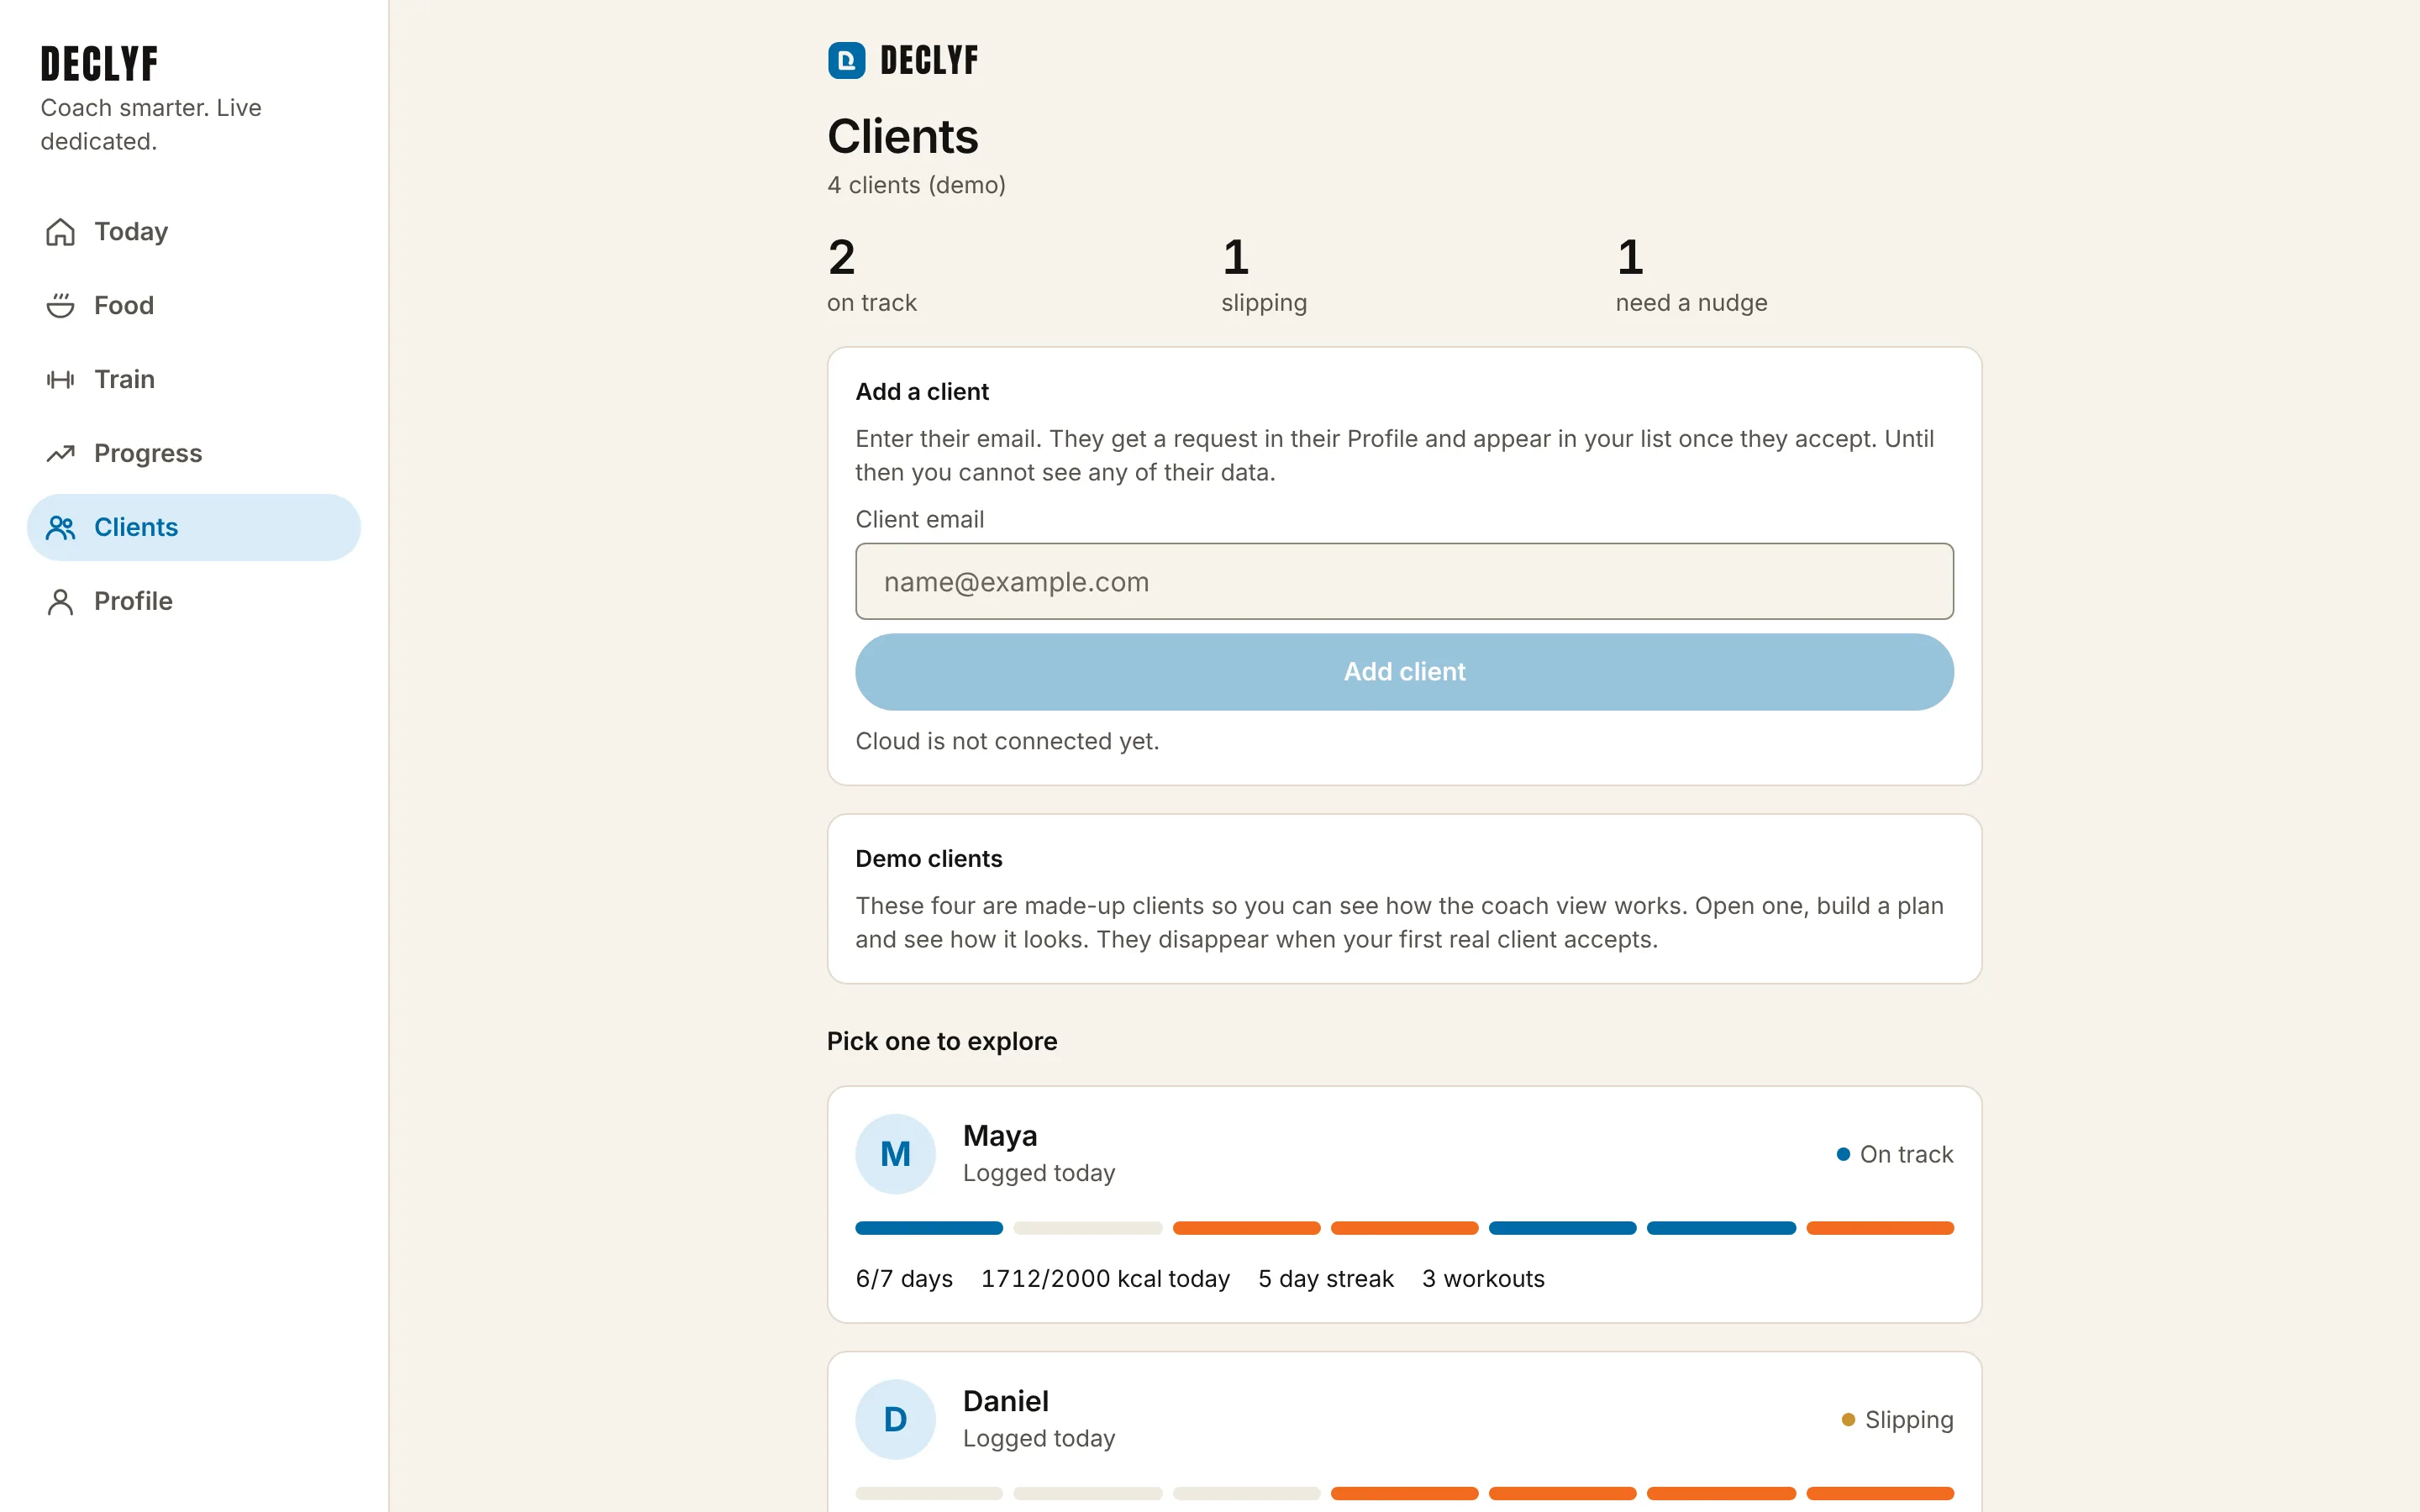 DECLYF
Coach smarter. Live
dedicated.
Today
Food
Train
Progress
Clients
Profile
DECLYF
Clients
4 clients (demo)
2
on track
1
slipping
1
need a nudge
Add a client
Enter their email. They get a request in their Profile and appear in your list once they accept. Until
then you cannot see any of their data.
Client email
name@example.com
Add client
Cloud is not connected yet.
Demo clients
These four are made-up clients so you can see how the coach view works. Open one, build a plan
and see how it looks. They disappear when your first real client accepts.
Pick one to explore
M
Maya
Logged today
On track
6/7 days 1712/2000 kcal today 5 day streak 3 workouts
D
Daniel
Logged today
Slipping